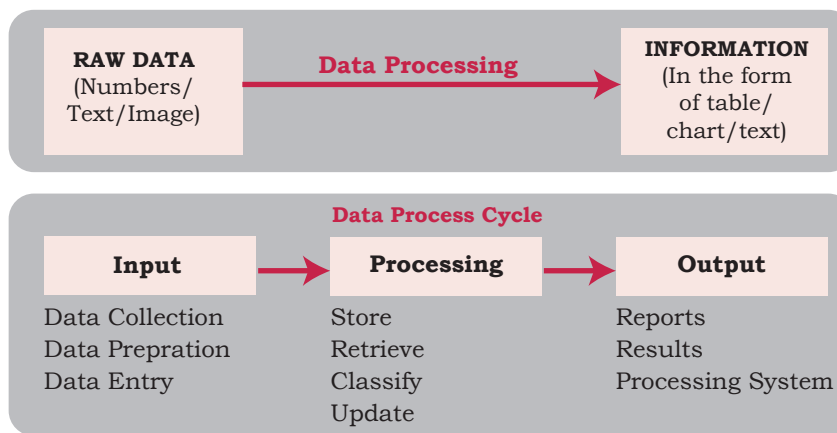 RAW DATA
(Numbers/
Text/Image)
Data Processing
INFORMATION
(In the form
of table/
chart/text)
Data Process Cycle
Input
Processing
Output
Data Collection
Data Prepration
Data Entry
Store
Retrieve
Classify
Update
Reports
Results
Processing System